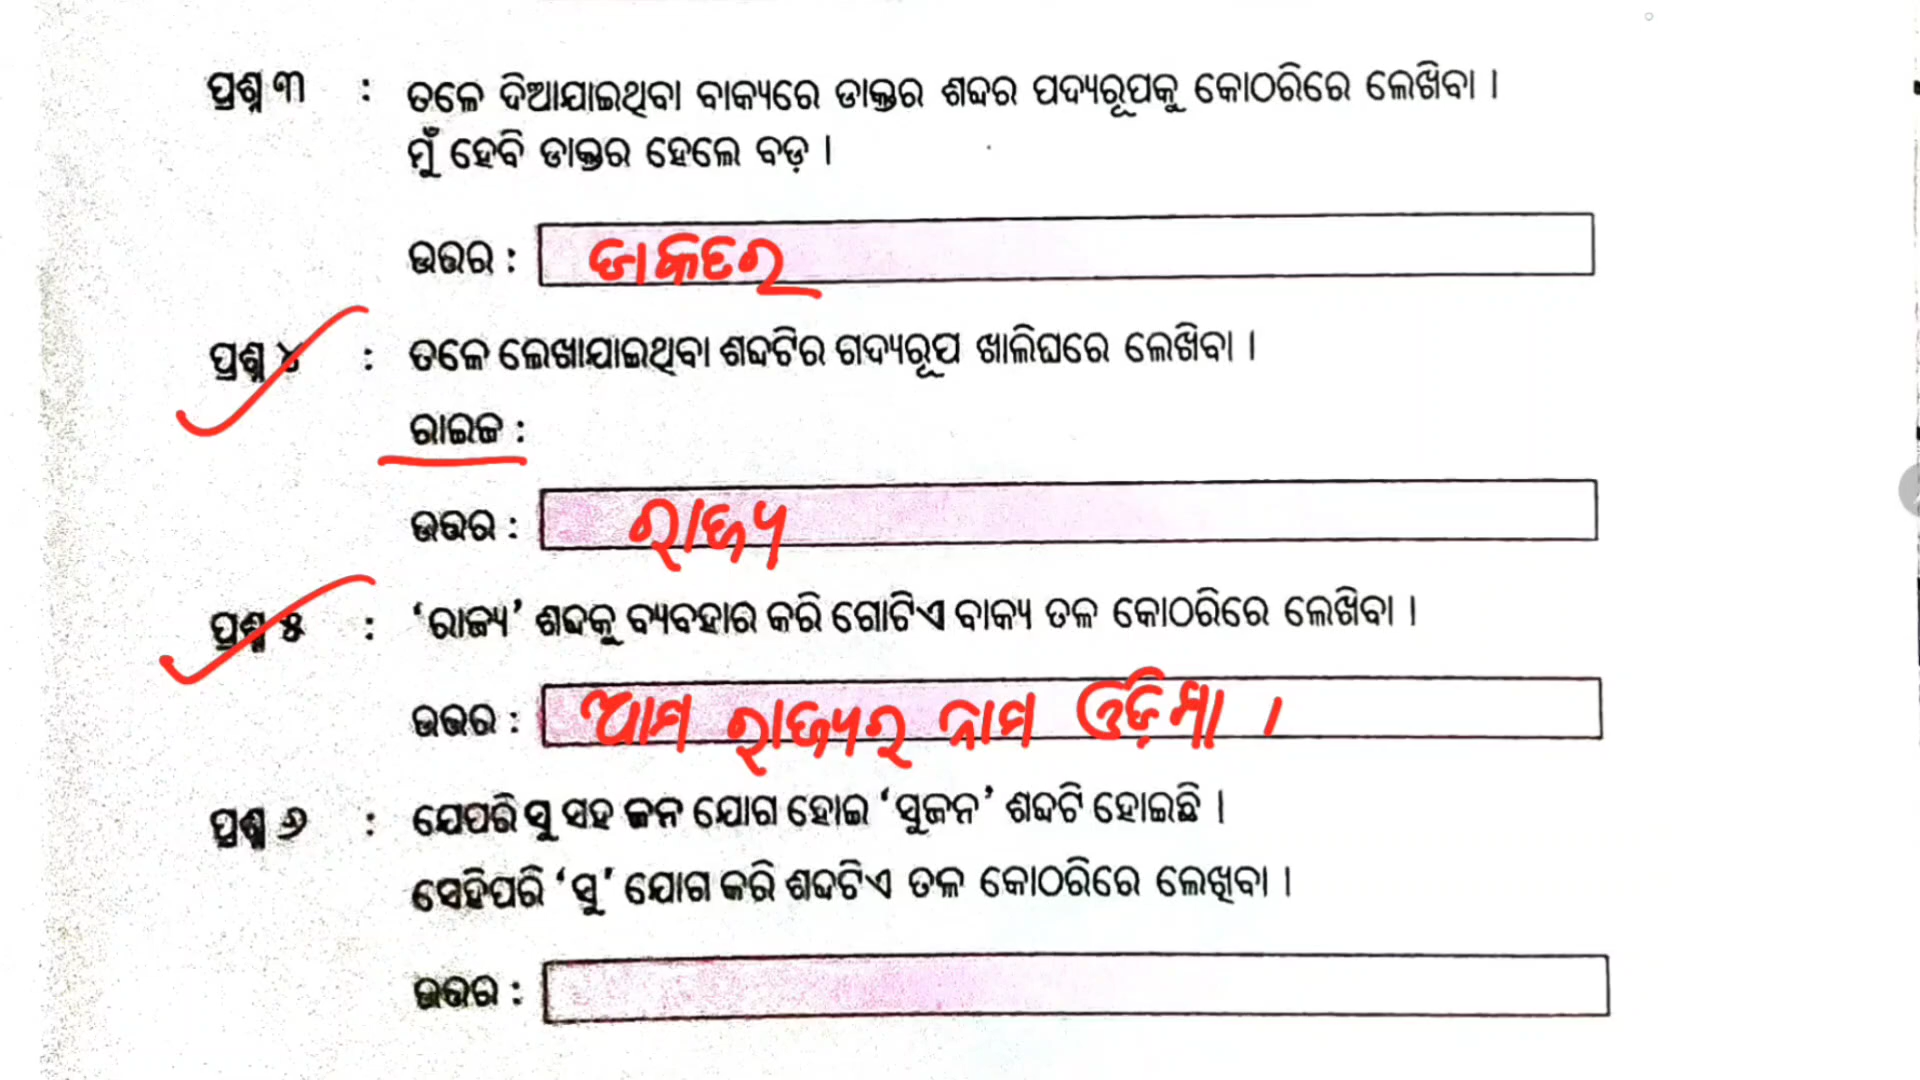 ପ୍ରଶ୍ନ ୩ : ତଳେ ଦିଆଯାଇଥିବା ବାକ୍ୟରେ ଡାକ୍ତର ଶବ୍ଦର ପଦ୍ୟରୂପକୁ କୋଠରିରେ ଲେଖିବା ।
ମୁଁ ହେବି ଡାକ୍ତର ହେଲେ ବଡ଼ ।
ଉତ୍ତର : ଡାକତର
ପ୍ରଶ୍ନ ୪ : ତଳେ ଲେଖାଯାଇଥିବା ଶବ୍ଦଟିର ଗଦ୍ୟରୂପ ଖାଲିଘରେ ଲେଖିବା ।
ରାଇଜ :
ଉତ୍ତର : ରାଜ୍ୟ
ପ୍ରଶ୍ନ ୫ : ‘ରାଜ୍ୟ’ ଶବ୍ଦକୁ ବ୍ୟବହାର କରି ଗୋଟିଏ ବାକ୍ୟ ତଳ କୋଠରିରେ ଲେଖିବା ।
ଉତ୍ତର : ଆମ ରାଜ୍ୟର ନାମ ଓଡ଼ିଶା ।
ପ୍ରଶ୍ନ ୬ : ଯେପରି ସୁ ସହ ଜନ ଯୋଗ ହୋଇ ‘ସୁଜନ’ ଶବ୍ଦଟି ହୋଇଛି ।
ସେହିପରି ‘ସୁ’ ଯୋଗ କରି ଶବ୍ଦଟିଏ ତଳ କୋଠରିରେ ଲେଖିବା ।
ଉତ୍ତର :